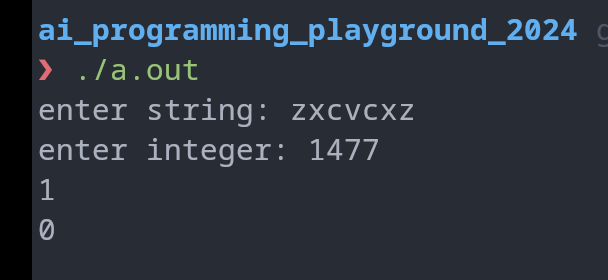 ai_programming_playground_2024 g
❯ ./a.out
enter string: zxcvcxz
enter integer: 1477
1
0